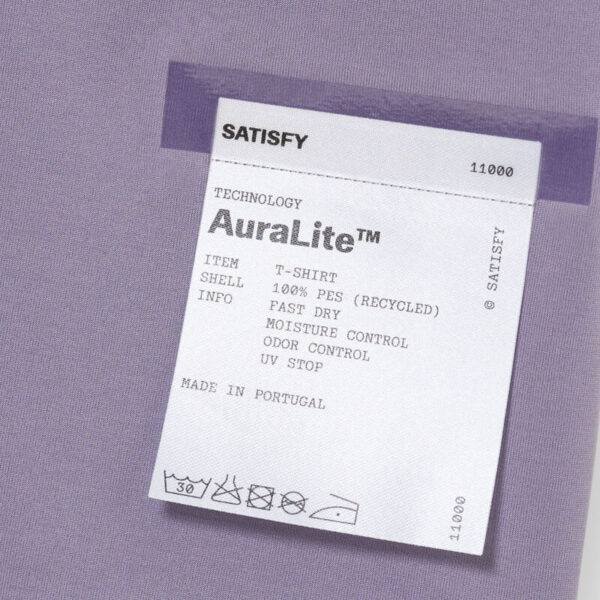 SATISFY
11000
TECHNOLOGY
AuraLite™
ITEM T-SHIRT
SHELL 100% PES (RECYCLED)
INFO FAST DRY
MOISTURE CONTROL
ODOR CONTROL
UV STOP
MADE IN PORTUGAL
© SATISFY
30
11000